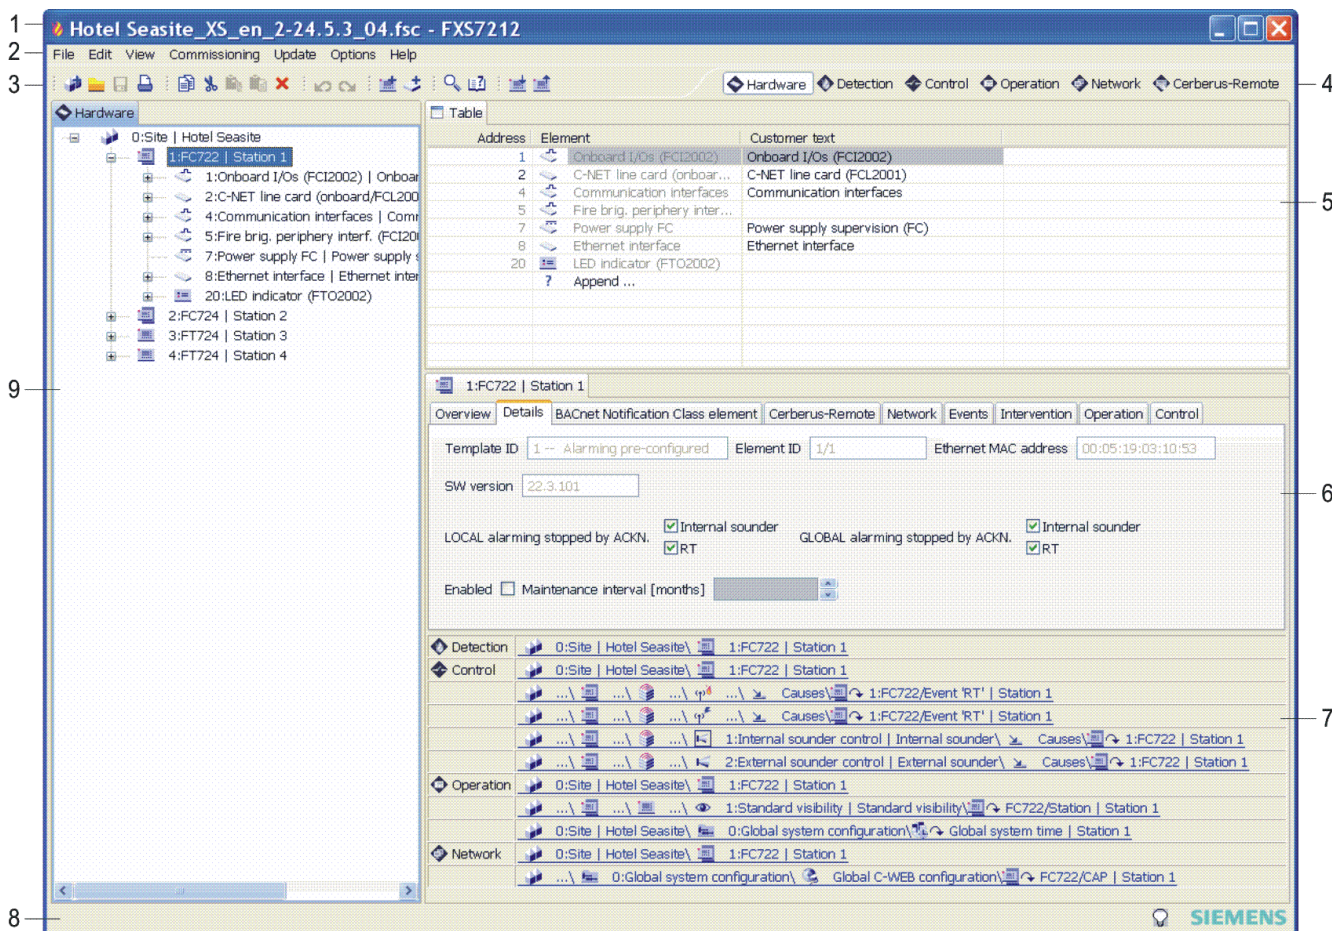 1
Hotel Seasite_XS_en_2-24.5.3_04.fsc - FXS7212
2
File Edit View Commissioning Update Options Help
3
Hardware Detection Control Operation Network Cerberus-Remote
4
Hardware
0:Site | Hotel Seasite
1:FC722 | Station 1
1:Onboard I/Os (FCI2002) | Onboar
2:C-NET line card (onboard/FCL200
4:Communication interfaces | Comr
5:Fire brig. periphery interf. (FCI20
7:Power supply FC | Power supply s
8:Ethernet interface | Ethernet inter
20:LED indicator (FTO2002)
2:FC724 | Station 2
3:FT724 | Station 3
4:FT724 | Station 4
9
Table
Address Element Customer text
1 Onboard I/Os (FCI2002) Onboard I/Os (FCI2002)
2 C-NET line card (onboar... C-NET line card (FCL2001)
4 Communication interfaces Communication interfaces
5 Fire brig. periphery inter...
7 Power supply FC Power supply supervision (FC)
8 Ethernet interface Ethernet interface
20 LED indicator (FTO2002)
? Append ...
5
1:FC722 | Station 1
Overview Details BACnet Notification Class element Cerberus-Remote Network Events Intervention Operation Control
Template ID 1 -- Alarming pre-configured Element ID 1/1 Ethernet MAC address 00:05:19:03:10:53
SW version 22.3.101
6
LOCAL alarming stopped by ACKN. Internal sounder GLOBAL alarming stopped by ACKN. Internal sounder
RT RT
Enabled Maintenance interval [months]
Detection 0:Site | Hotel Seasite\ 1:FC722 | Station 1
Control 0:Site | Hotel Seasite\ 1:FC722 | Station 1
...\ ...\ ...\ ...\ Causes\ 1:FC722/Event 'RT' | Station 1
...\ ...\ ...\ ...\ Causes\ 1:FC722/Event 'RT' | Station 1
7
...\ ...\ ...\ 1:Internal sounder control | Internal sounder\ Causes\ 1:FC722 | Station 1
...\ ...\ ...\ 2:External sounder control | External sounder\ Causes\ 1:FC722 | Station 1
Operation 0:Site | Hotel Seasite\ 1:FC722 | Station 1
...\ ...\ ...\ 1:Standard visibility | Standard visibility\ FC722/Station | Station 1
0:Site | Hotel Seasite\ 0:Global system configuration\ Global system time | Station 1
Network 0:Site | Hotel Seasite\ 1:FC722 | Station 1
...\ 0:Global system configuration\ Global C-WEB configuration\ FC722/CAP | Station 1
8
SIEMENS